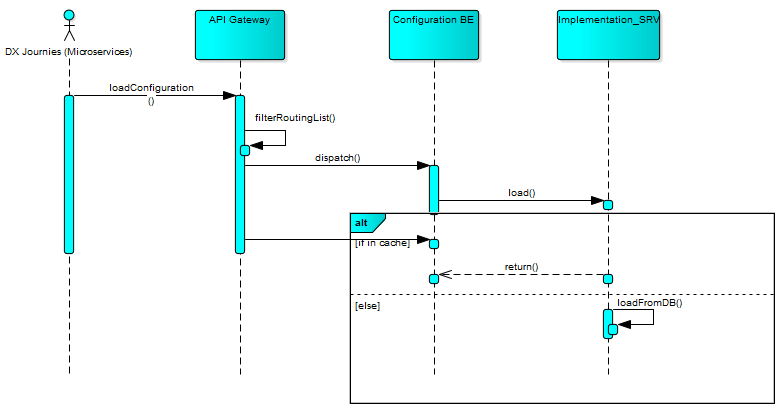 API Gateway
Configuration BE
Implementation_SRV
DX Journies (Microservices)
loadConfiguration
()
filterRoutingList()
dispatch()
load()
alt
[if in cache]
return()
[else]
loadFromDB()